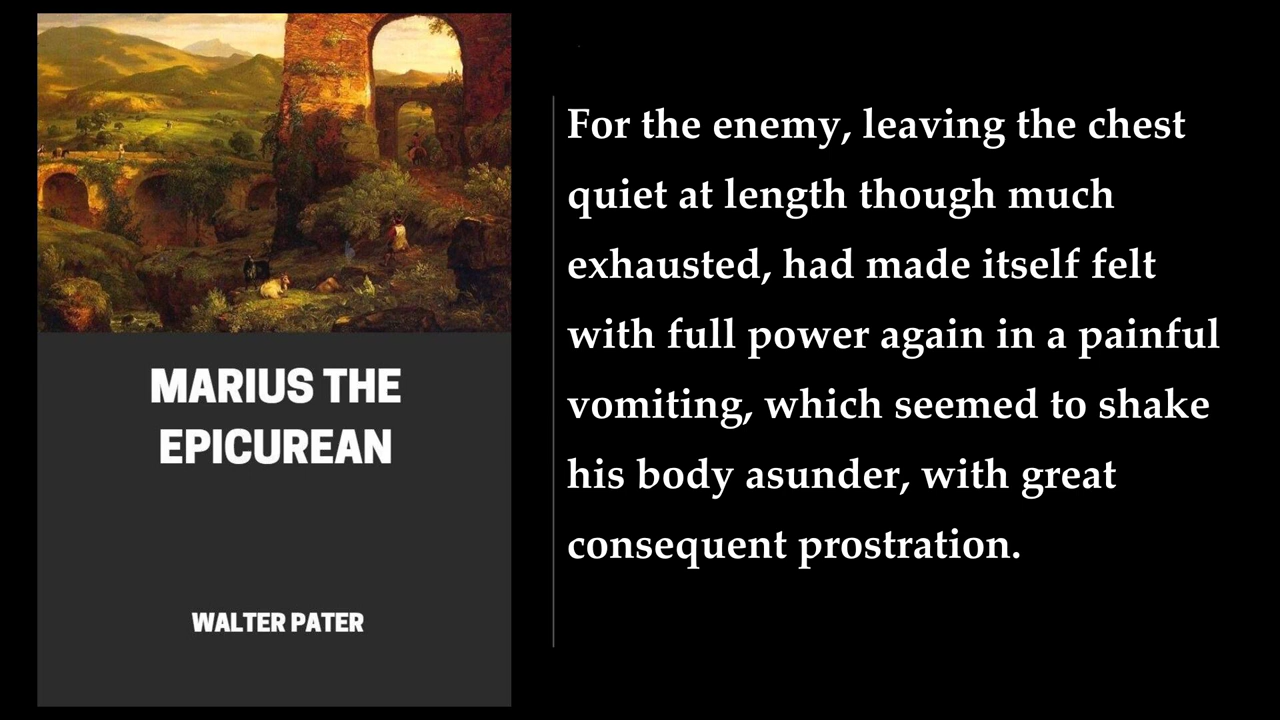 MARIUS THE
EPICUREAN
WALTER PATER
For the enemy, leaving the chest
quiet at length though much
exhausted, had made itself felt
with full power again in a painful
vomiting, which seemed to shake
his body asunder, with great
consequent prostration.